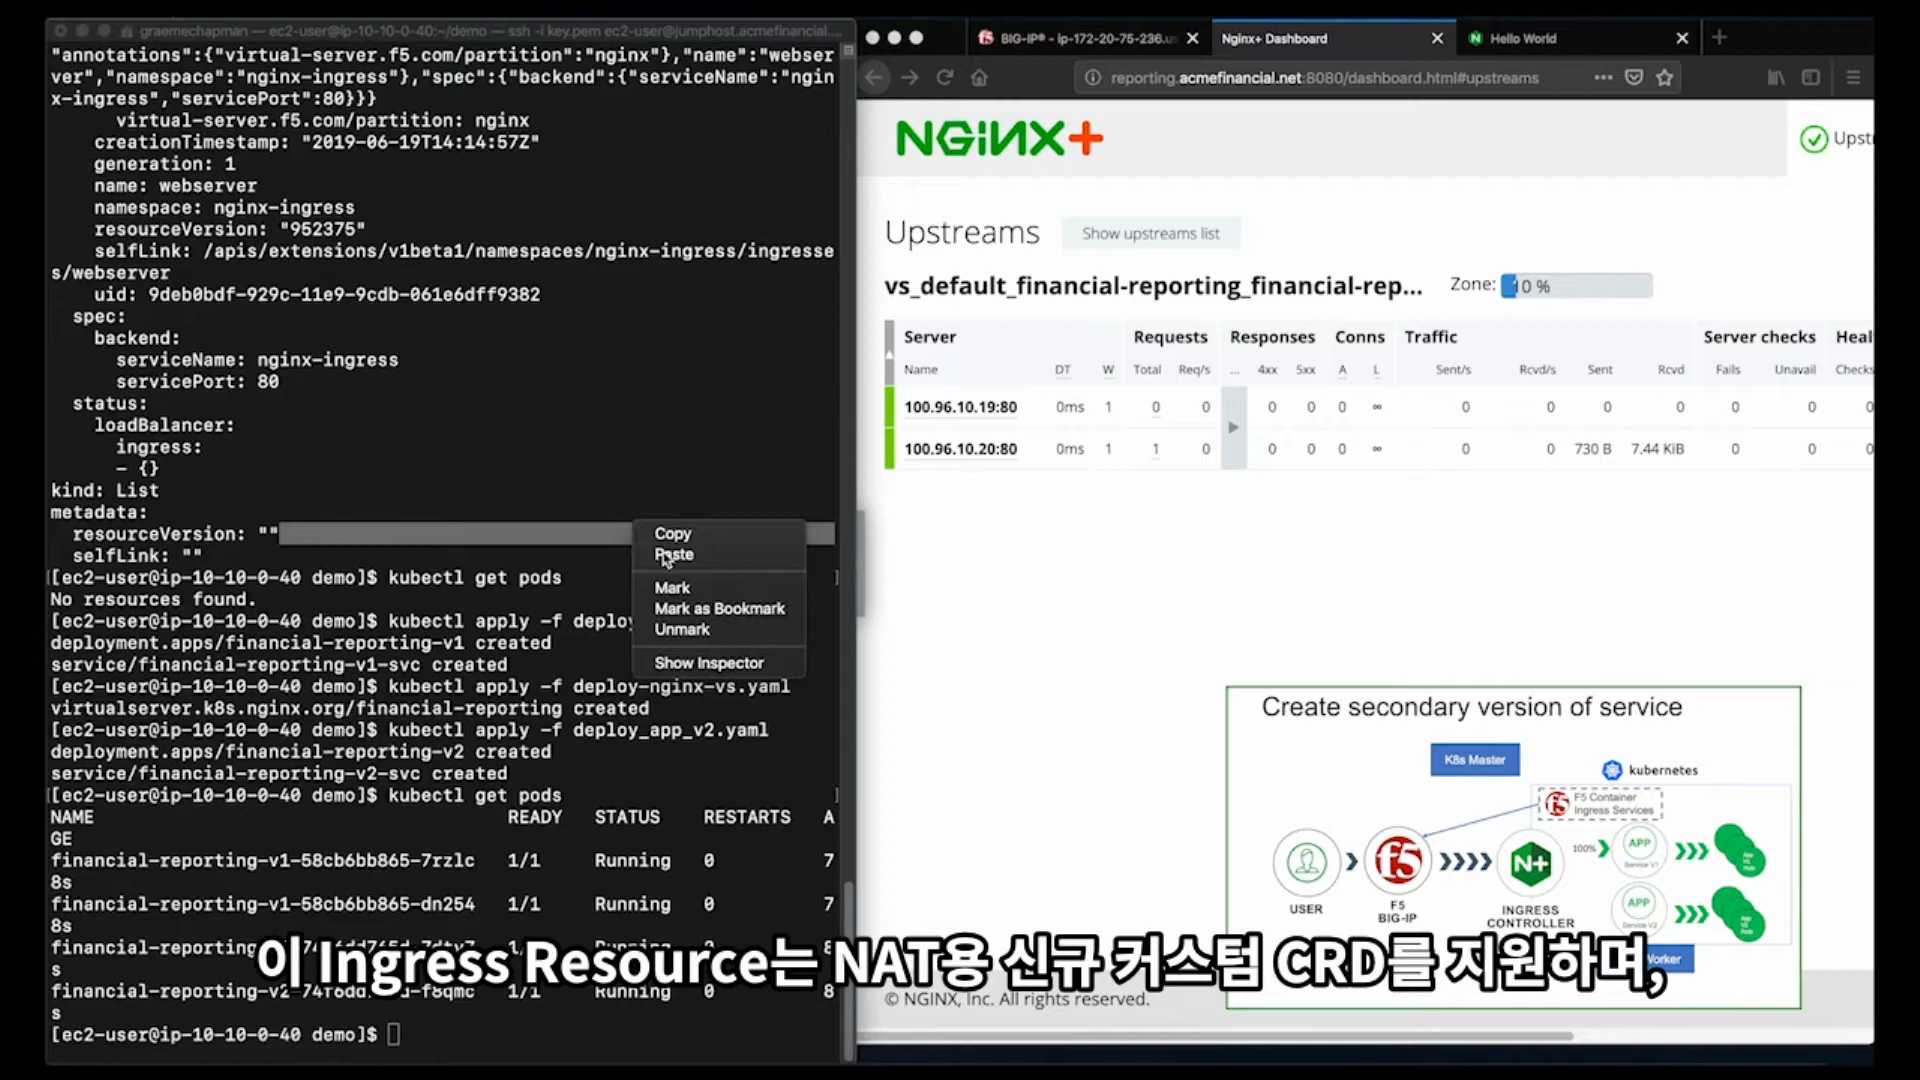 graemechapman — ec2-user@ip-10-10-0-40:~/demo — ssh -i key.pem ec2-user@jumphost.acmefinancial....
"annotations":{"virtual-server.f5.com/partition":"nginx"},"name":"webser
ver","namespace":"nginx-ingress"},"spec":{"backend":{"serviceName":"ngin
x-ingress","servicePort":80}}}
virtual-server.f5.com/partition: nginx
creationTimestamp: "2019-06-19T14:14:57Z"
generation: 1
name: webserver
namespace: nginx-ingress
resourceVersion: "952375"
selfLink: /apis/extensions/v1beta1/namespaces/nginx-ingress/ingresse
s/webserver
uid: 9deb0bdf-929c-11e9-9cdb-061e6dff9382
spec:
backend:
serviceName: nginx-ingress
servicePort: 80
status:
loadBalancer:
ingress:
- {}
kind: List
metadata:
resourceVersion: ""
selfLink: ""
[ec2-user@ip-10-10-0-40 demo]$ kubectl get pods
No resources found.
[ec2-user@ip-10-10-0-40 demo]$ kubectl apply -f deploy
deployment.apps/financial-reporting-v1 created
service/financial-reporting-v1-svc created
[ec2-user@ip-10-10-0-40 demo]$ kubectl apply -f deploy-nginx-vs.yaml
virtualserver.k8s.nginx.org/financial-reporting created
[ec2-user@ip-10-10-0-40 demo]$ kubectl apply -f deploy_app_v2.yaml
deployment.apps/financial-reporting-v2 created
service/financial-reporting-v2-svc created
[ec2-user@ip-10-10-0-40 demo]$ kubectl get pods
NAME READY STATUS RESTARTS A
GE
financial-reporting-v1-58cb6bb865-7rzlc 1/1 Running 0 7
8s
financial-reporting-v1-58cb6bb865-dn254 1/1 Running 0 7
8s
s
s
[ec2-user@ip-10-10-0-40 demo]$
Copy
Paste
Mark
Mark as Bookmark
Unmark
Show Inspector
BIG-IP® - ip-172-20-75-236.us
Nginx+ Dashboard
Hello World
reporting.acmefinancial.net:8080/dashboard.html#upstreams
NGINX+
Upstr
Upstreams
Show upstreams list
vs_default_financial-reporting_financial-rep... Zone: 10 %
Server Requests Responses Conns Traffic Server checks Heal
Name DT W Total Req/s ... 4xx 5xx A L Sent/s Rcvd/s Sent Rcvd Fails Unavail Checks
100.96.10.19:80 0ms 1 0 0 0 0 0 ∞ 0 0 0 0 0 0 0
100.96.10.20:80 0ms 1 1 0 0 0 0 ∞ 0 0 730 B 7.44 KiB 0 0 0
Create secondary version of service
K8s Master
kubernetes
F5 Container
Ingress Services
100%
APP
Service V1
App
V1
Pods
f5
N+
USER
F5
BIG-IP
INGRESS
CONTROLLER
APP
Service V2
App
V2
Pods
Worker
이 Ingress Resource는 NAT용 신규 커스텀 CRD를 지원하며,
© NGINX, Inc. All rights reserved.